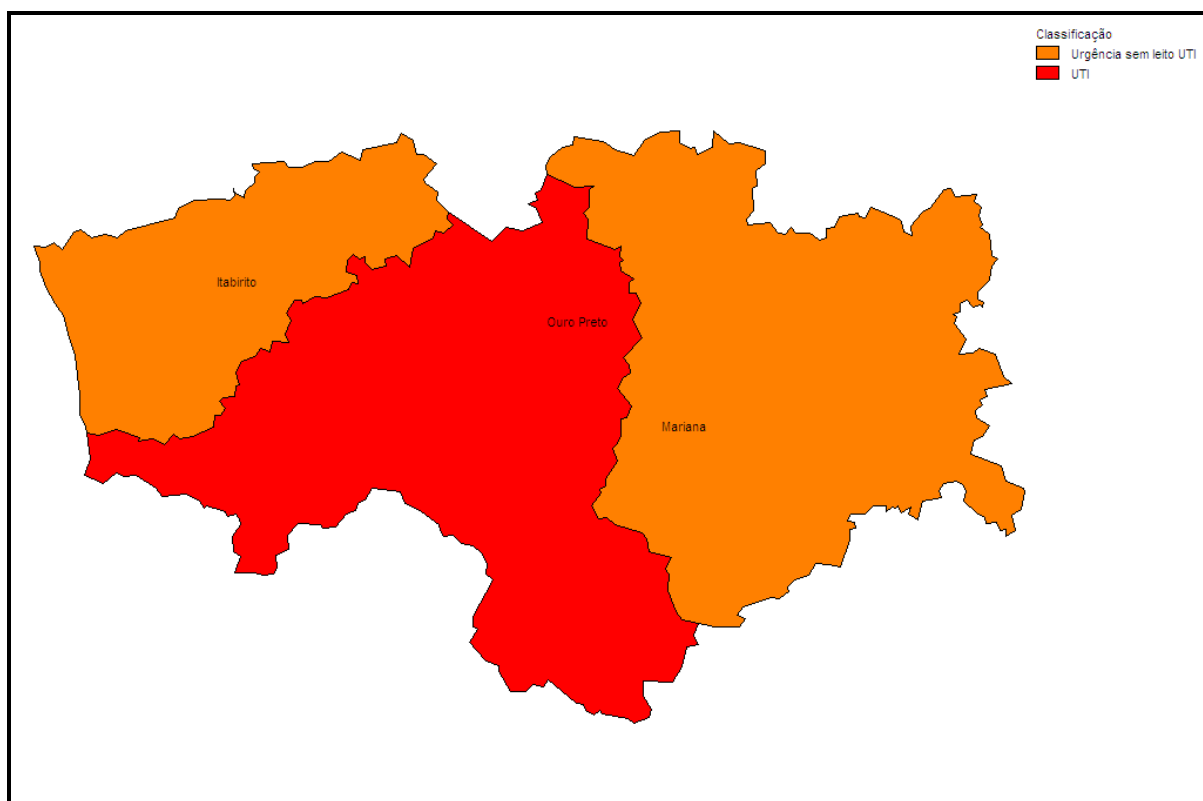 Classificação
Urgência sem leito UTI
UTI
Itabirito
Ouro Preto
Mariana